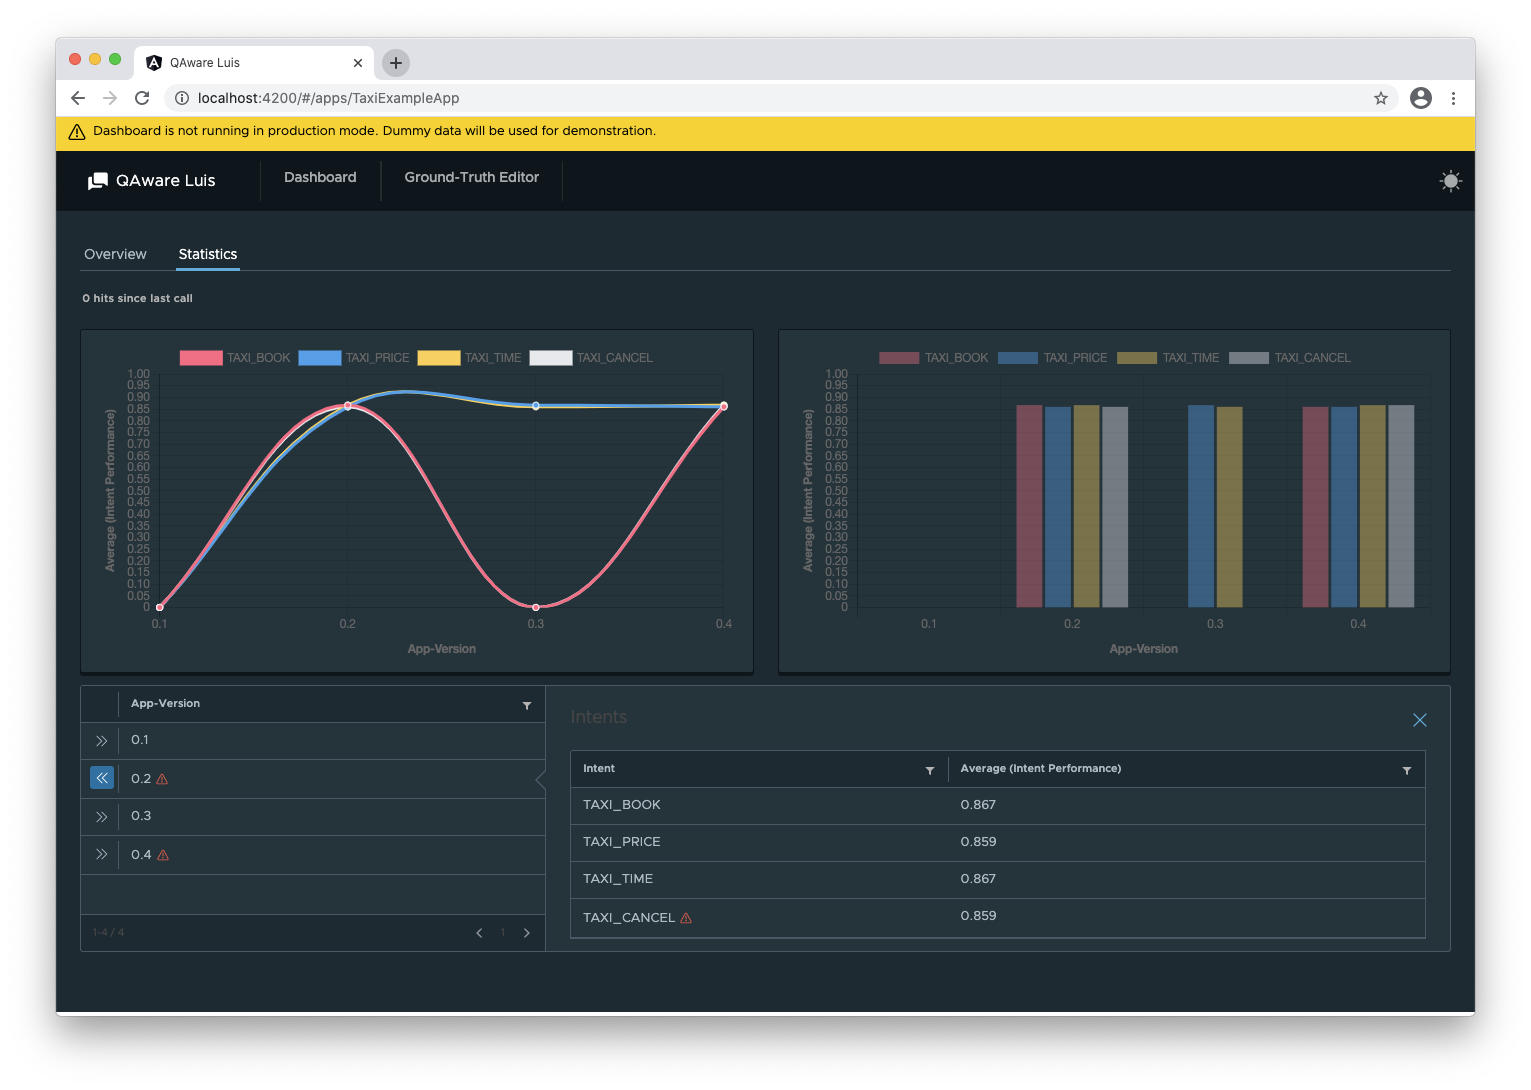 QAware Luis
localhost:4200/#/apps/TaxiExampleApp
Dashboard is not running in production mode. Dummy data will be used for demonstration.
QAware Luis
Dashboard
Ground-Truth Editor
Overview
Statistics
0 hits since last call
TAXI_BOOK TAXI_PRICE TAXI_TIME TAXI_CANCEL
Average (Intent Performance)
1.00
0.95
0.90
0.85
0.80
0.75
0.70
0.65
0.60
0.55
0.50
0.45
0.40
0.35
0.30
0.25
0.20
0.15
0.10
0.05
0
0.1 0.2 0.3 0.4
App-Version
TAXI_BOOK TAXI_PRICE TAXI_TIME TAXI_CANCEL
Average (Intent Performance)
1.00
0.95
0.90
0.85
0.80
0.75
0.70
0.65
0.60
0.55
0.50
0.45
0.40
0.35
0.30
0.25
0.20
0.15
0.10
0.05
0
0.1 0.2 0.3 0.4
App-Version
App-Version
0.1
0.2
0.3
0.4
1-4 / 4
1
Intents
Intent Average (Intent Performance)
TAXI_BOOK 0.867
TAXI_PRICE 0.859
TAXI_TIME 0.867
TAXI_CANCEL 0.859